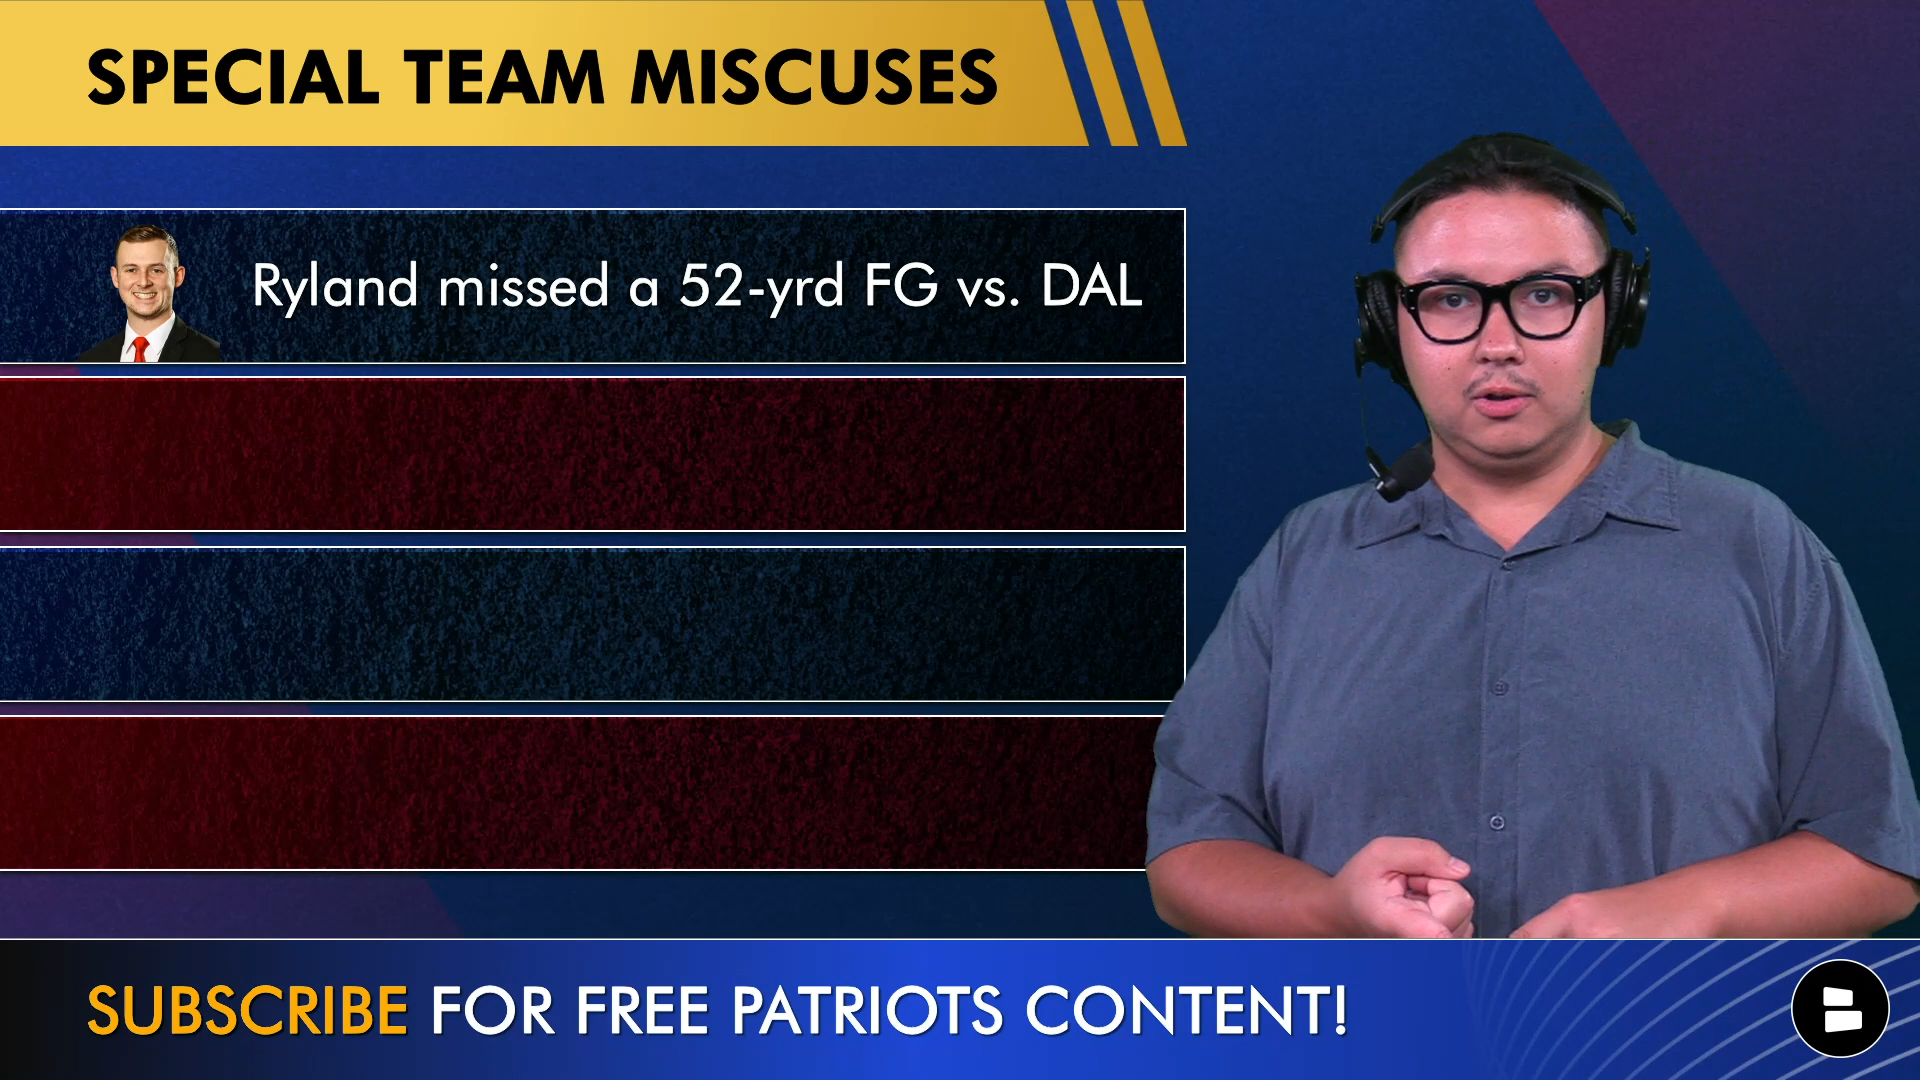 SPECIAL TEAM MISCUSES
Ryland missed a 52-yrd FG vs. DAL
SUBSCRIBE FOR FREE PATRIOTS CONTENT!